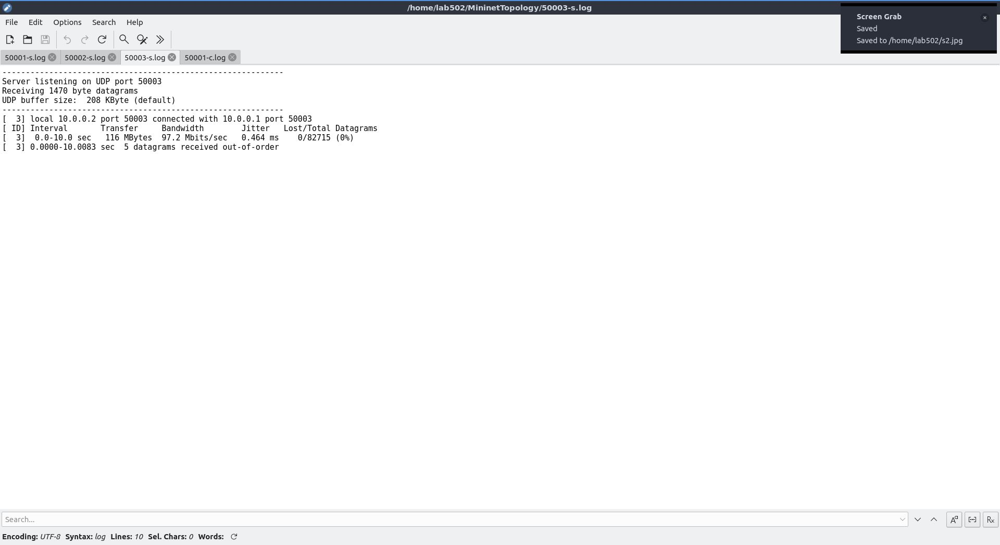 /home/lab502/MininetTopology/50003-s.log
Screen Grab
Saved
Saved to /home/lab502/s2.jpg
File Edit Options Search Help
50001-s.log 50002-s.log 50003-s.log 50001-c.log
------------------------------------------------------------
Server listening on UDP port 50003
Receiving 1470 byte datagrams
UDP buffer size:  208 KByte (default)
------------------------------------------------------------
[  3] local 10.0.0.2 port 50003 connected with 10.0.0.1 port 50003
[ ID] Interval       Transfer     Bandwidth        Jitter   Lost/Total Datagrams
[  3]  0.0-10.0 sec   116 MBytes  97.2 Mbits/sec   0.464 ms    0/82715 (0%)
[  3] 0.0000-10.0083 sec  5 datagrams received out-of-order
Search...
Encoding: UTF-8 Syntax: log Lines: 10 Sel. Chars: 0 Words: